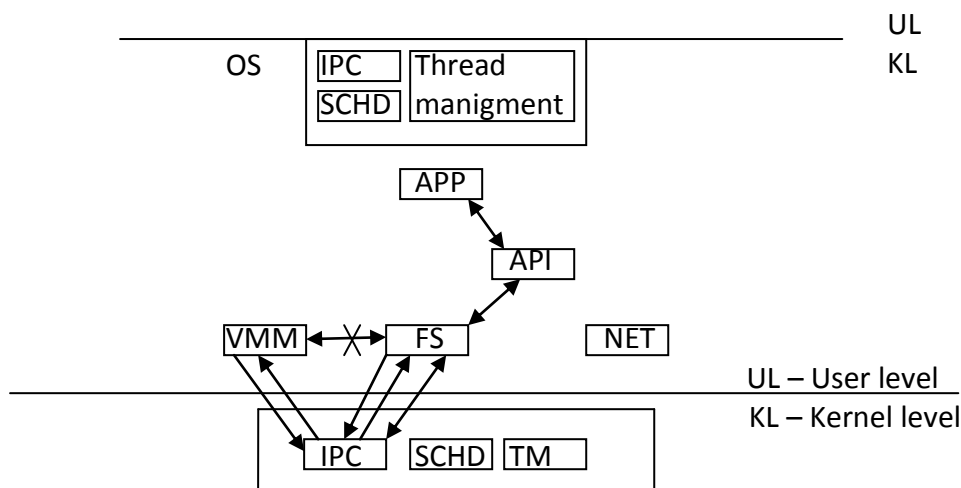 UL
OS
IPC
Thread
KL
SCHD
manigment
APP
API
VMM
FS
NET
UL – User level
KL – Kernel level
IPC
SCHD
TM